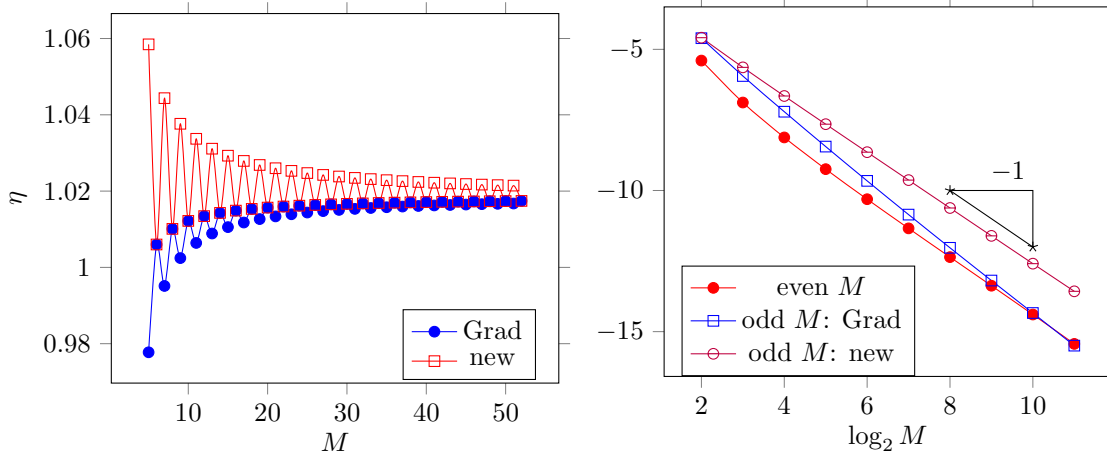 1.06
1.04
1.02
1
0.98
η
10 20 30 40 50
M
Grad
new
−5
−10
−15
−1
even M
odd M: Grad
odd M: new
2 4 6 8 10
log₂ M